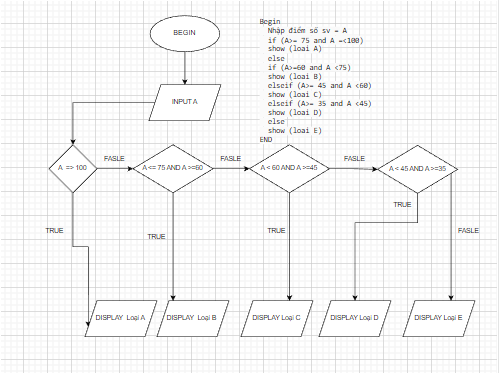 BEGIN
Begin
Nhập điểm số sv = A
if (A>= 75 and A =<100)
show (loai A)
else
if (A>=60 and A <75)
show (loai B)
elseif (A>= 45 and A <60)
show (loai C)
elseif (A>= 35 and A <45)
show (loai D)
else
show (loai E)
END
INPUT A
A => 100
FASLE
A <= 75 AND A >=60
FASLE
A < 60 AND A >=45
FASLE
A < 45 AND A >=35
TRUE
TRUE
TRUE
TRUE
FASLE
DISPLAY Loại A
DISPLAY Loại B
DISPLAY Loại C
DISPLAY Loại D
DISPLAY Loại E